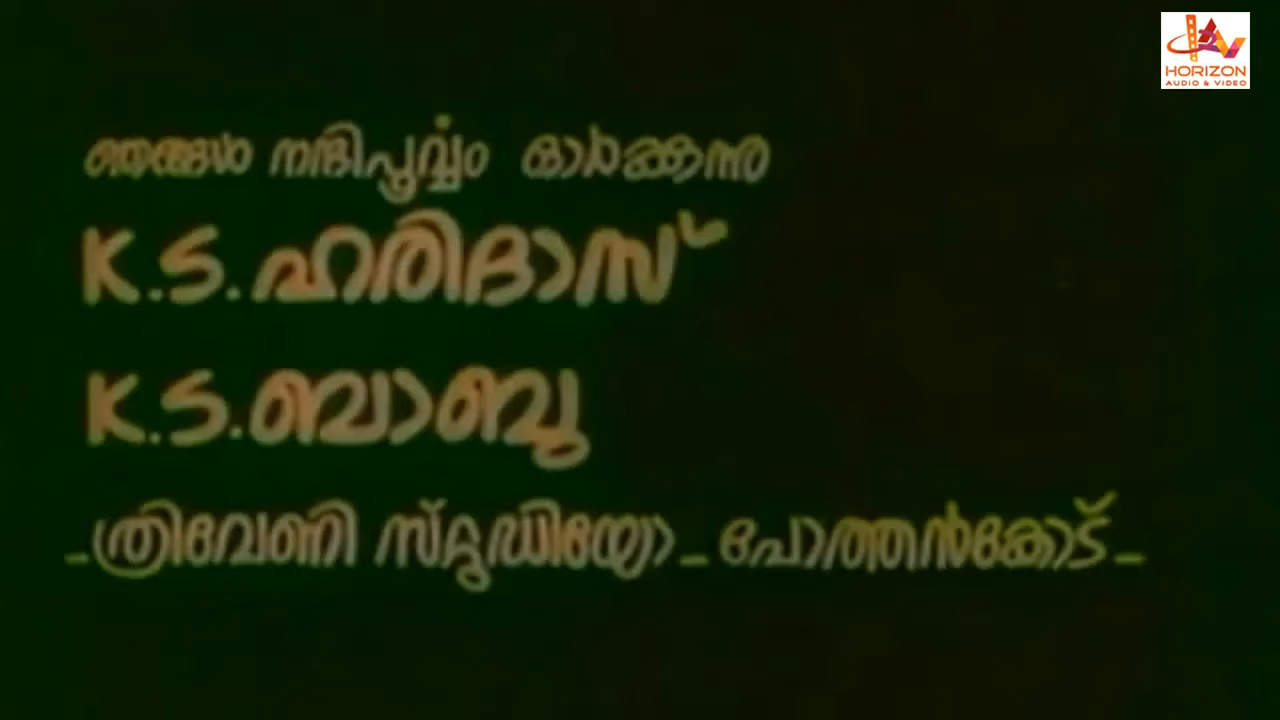 HORIZON
AUDIO & VIDEO
ഞങ്ങൾ നന്ദിപൂർവ്വം ഓർക്കുന്നു
K.S.ഹരിദാസ്
K.S.ബാബു
-ത്രിവേണി സ്റ്റുഡിയോ-പോത്തൻകോട്-